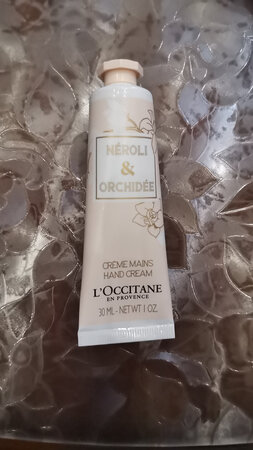 NÉROLI
&
ORCHIDÉE
CRÈME MAINS
HAND CREAM
L'OCCITANE
EN PROVENCE
30 ML - NET WT 1 OZ.